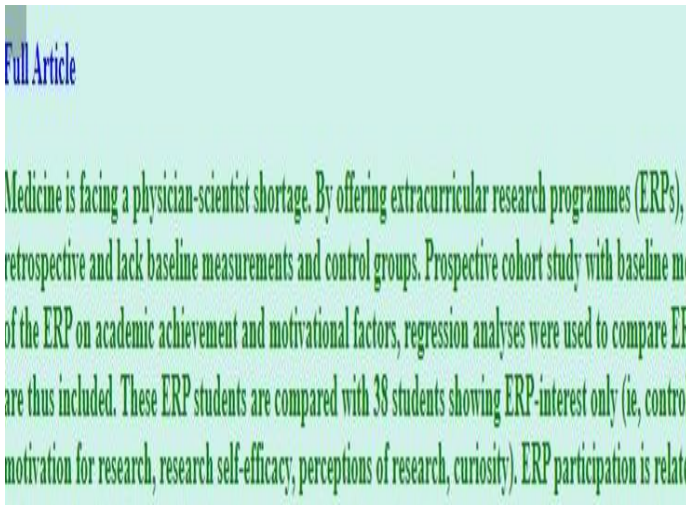 Full Article
Medicine is facing a physician-scientist shortage. By offering extracurricular research programmes (ERPs),
retrospective and lack baseline measurements and control groups. Prospective cohort study with baseline
of the ERP on academic achievement and motivational factors, regression analyses were used to compare
are thus included. These ERP students are compared with 38 students showing ERP-interest only (ie,
motivation for research, research self-efficacy, perceptions of research, curiosity). ERP participation is